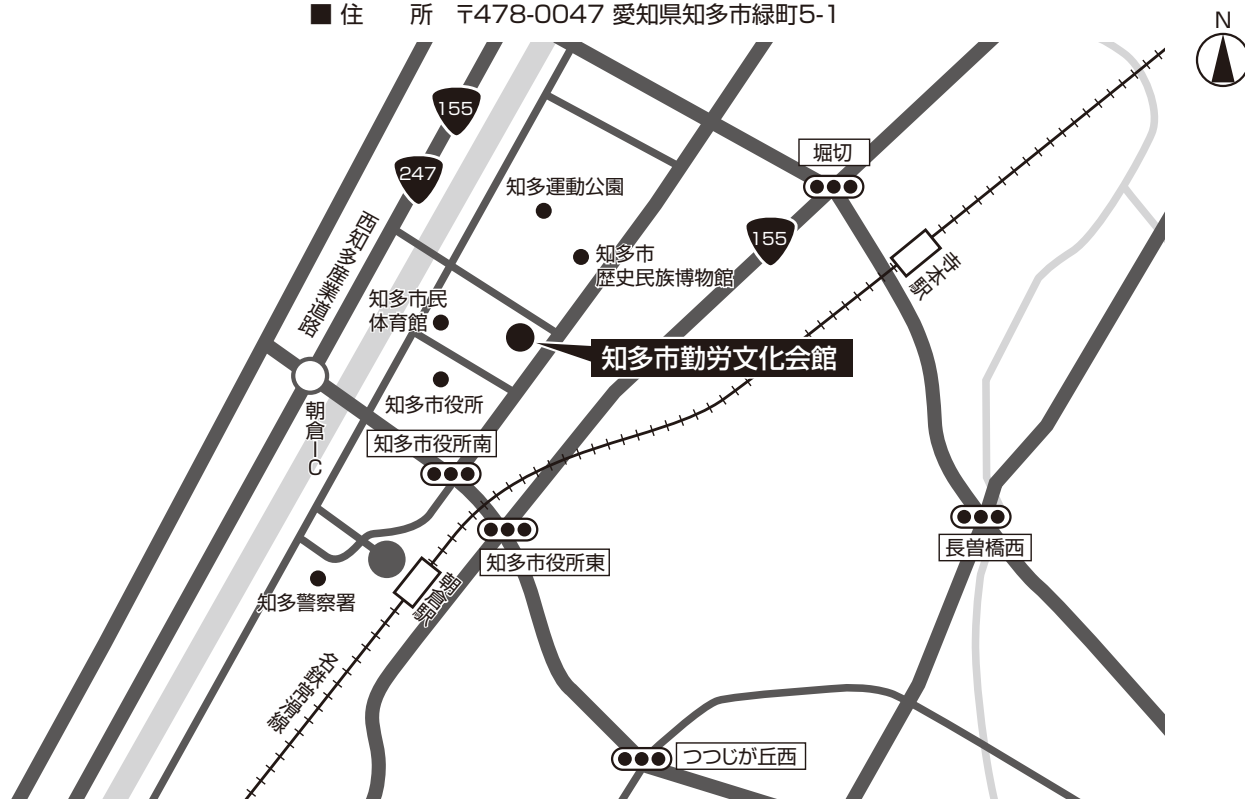 ■ 住　　所　〒478-0047 愛知県知多市緑町5-1
N
155
堀切
247
知多運動公園
155
知多市
歴史民族博物館
寺本駅
西知多産業道路
知多市民
体育館
知多市勤労文化会館
知多市役所
朝倉IC
知多市役所南
長曽橋西
知多市役所東
朝倉駅
知多警察署
名鉄常滑線
つつじが丘西